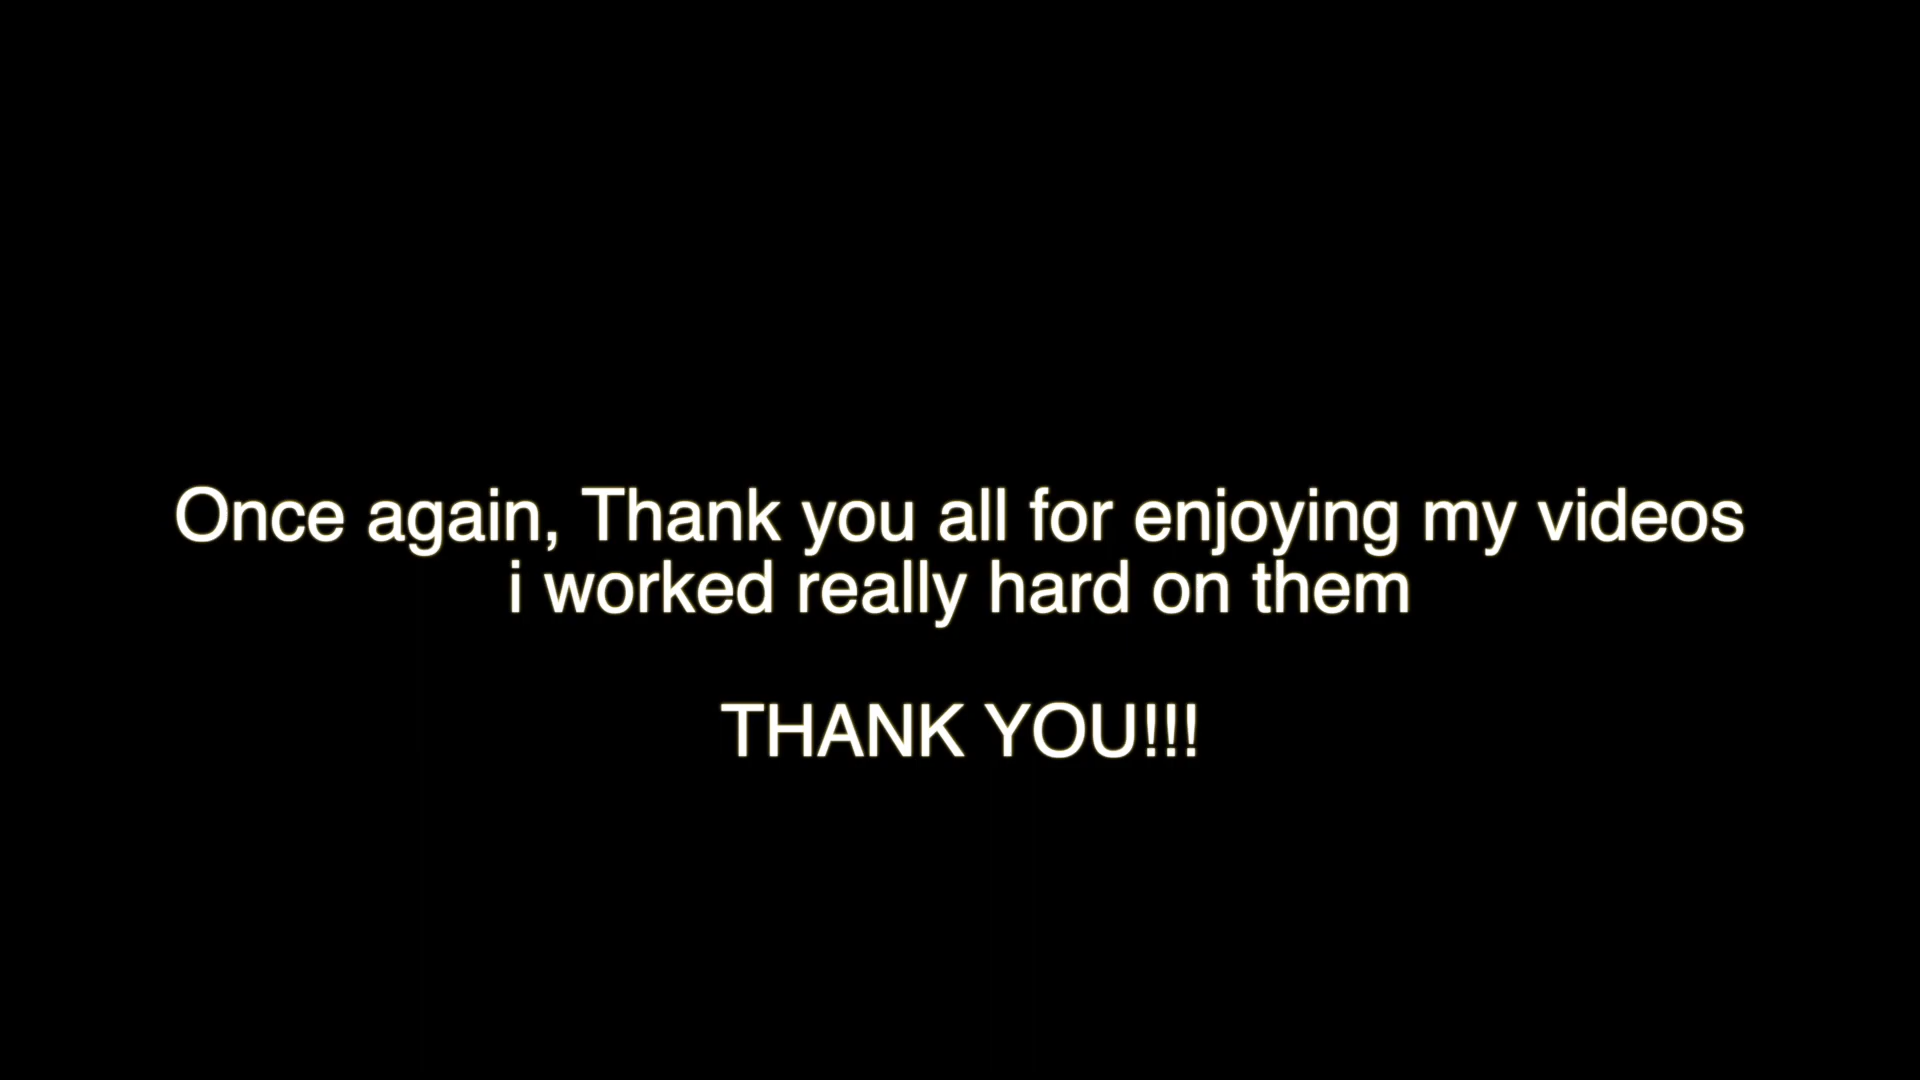 Once again, Thank you all for enjoying my videos
i worked really hard on them
THANK YOU!!!